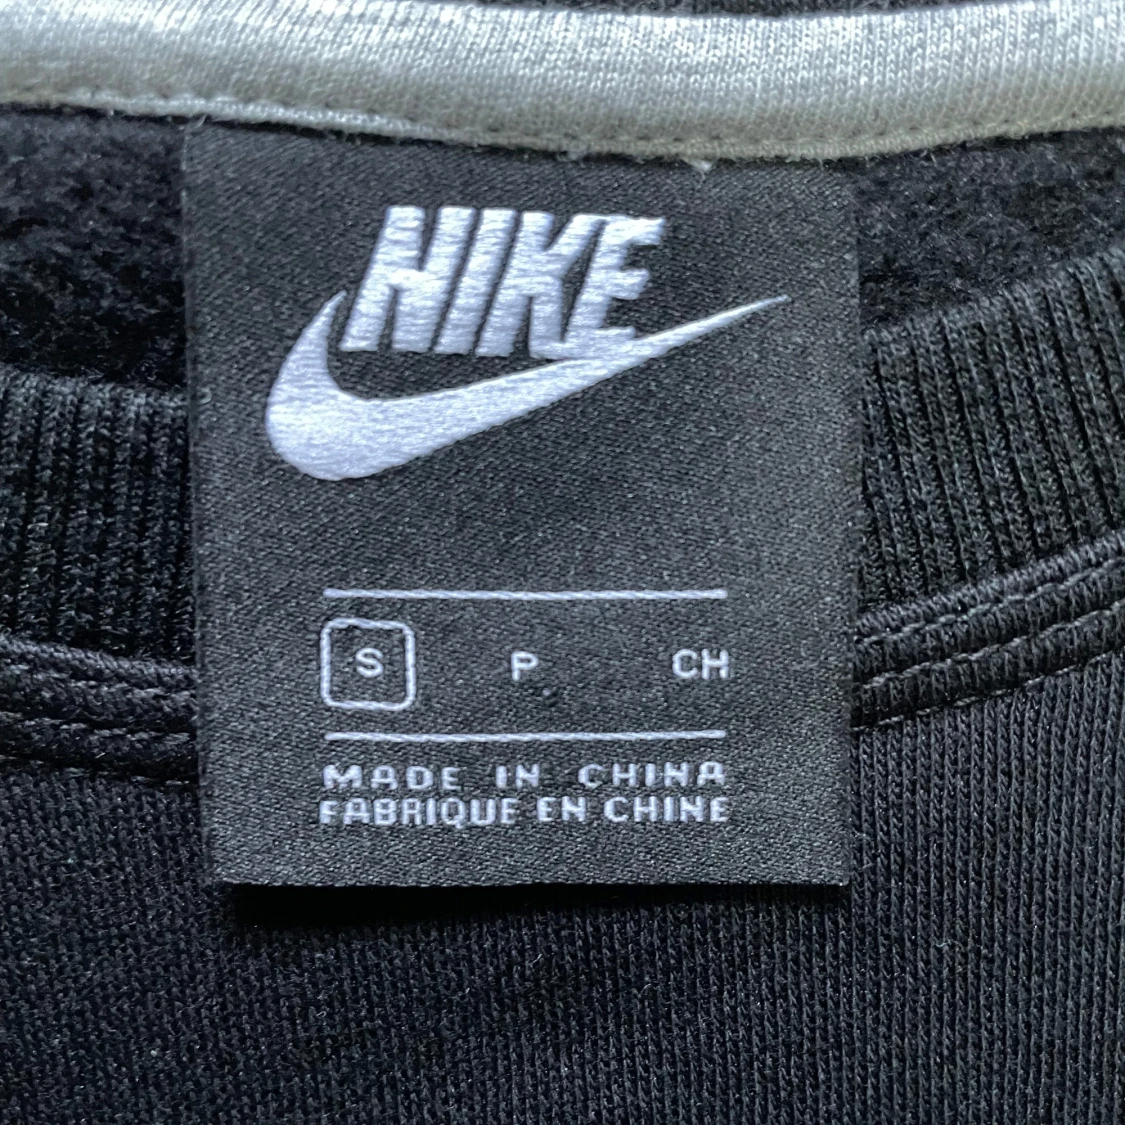 NIKE
S P CH
MADE IN CHINA
FABRIQUE EN CHINE